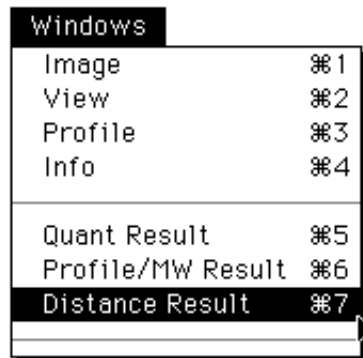 Windows
Image ⌘1
View ⌘2
Profile ⌘3
Info ⌘4
Quant Result ⌘5
Profile/MW Result ⌘6
Distance Result ⌘7